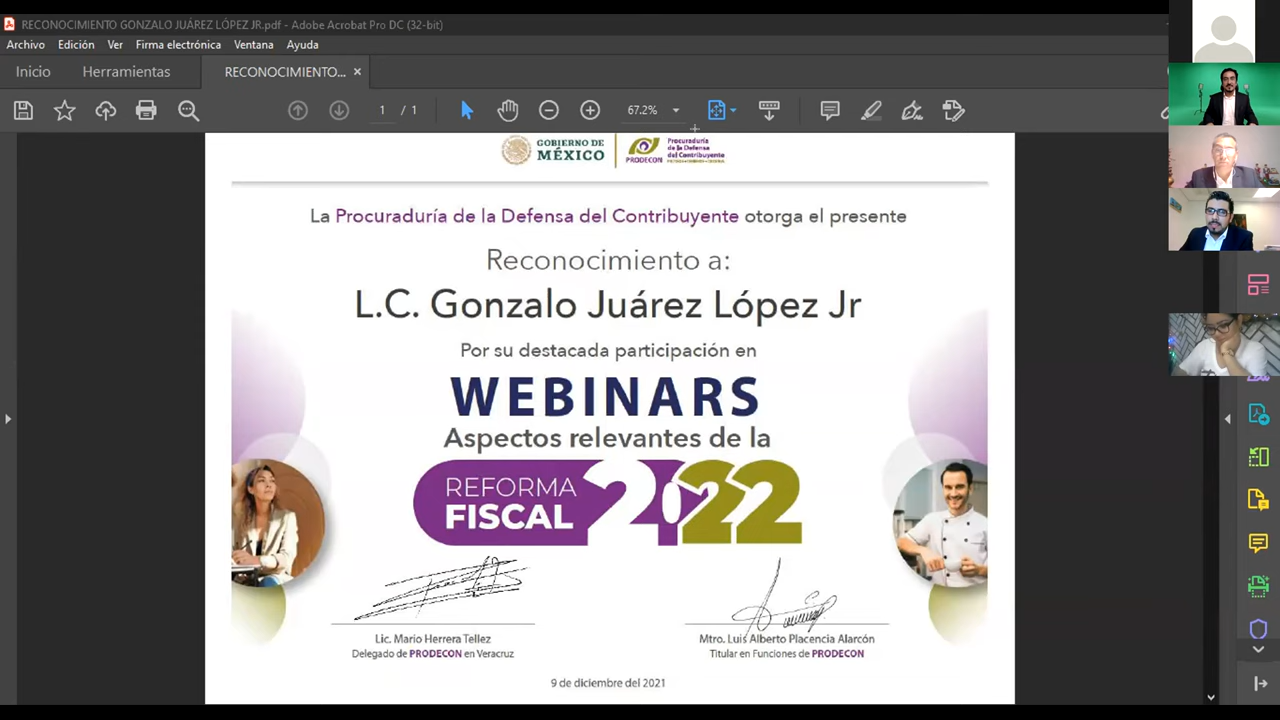 RECONOCIMIENTO GONZALO JUÁREZ LÓPEZ JR.pdf - Adobe Acrobat Pro DC (32-bit)
Archivo Edición Ver Firma electrónica Ventana Ayuda
Inicio Herramientas RECONOCIMIENTO... ×
1 / 1 67.2%
GOBIERNO DE
MÉXICO
PRODECON
Procuraduría
de la Defensa
del Contribuyente
La Procuraduría de la Defensa del Contribuyente otorga el presente
Reconocimiento a:
L.C. Gonzalo Juárez López Jr
Por su destacada participación en
WEBINARS
Aspectos relevantes de la
REFORMA
FISCAL
2022
Lic. Mario Herrera Tellez
Delegado de PRODECON en Veracruz
Mtro. Luis Alberto Placencia Alarcón
Titular en Funciones de PRODECON
9 de diciembre del 2021